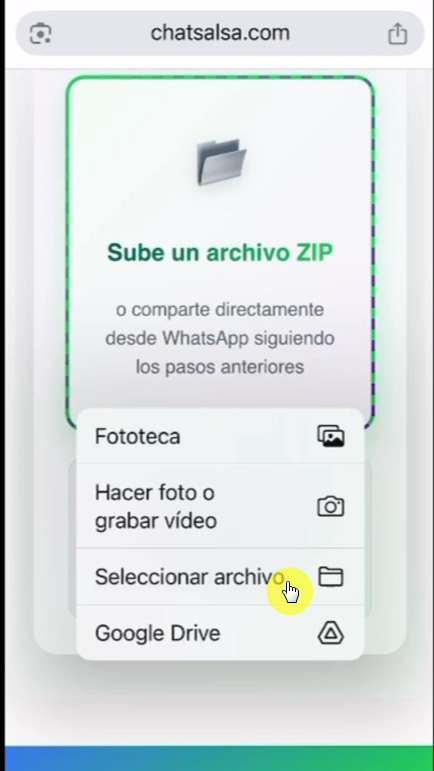 chatsalsa.com
Sube un archivo ZIP
o comparte directamente
desde WhatsApp siguiendo
los pasos anteriores
Fototeca
Hacer foto o
grabar vídeo
Seleccionar archivo
Google Drive